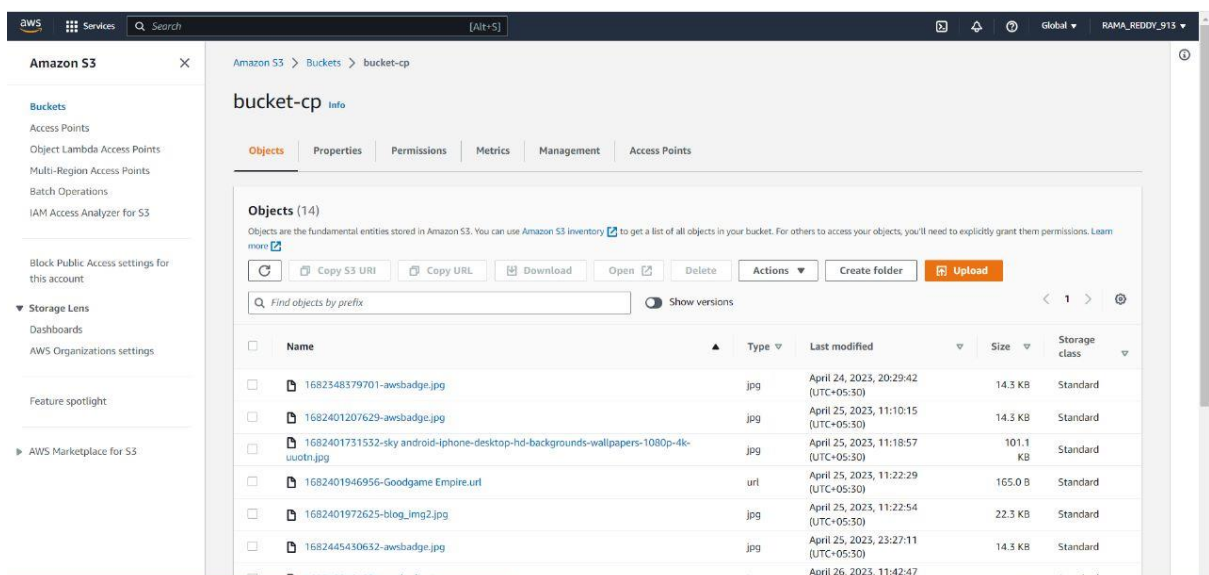 aws Services Search [Alt+S] Global RAMA_REDDY_913
Amazon S3
Buckets
Access Points
Object Lambda Access Points
Multi-Region Access Points
Batch Operations
IAM Access Analyzer for S3
Block Public Access settings for
this account
Storage Lens
Dashboards
AWS Organizations settings
Feature spotlight
AWS Marketplace for S3
Amazon S3 > Buckets > bucket-cp
bucket-cp Info
Objects Properties Permissions Metrics Management Access Points
Objects (14)
Objects are the fundamental entities stored in Amazon S3. You can use Amazon S3 inventory to get a list of all objects in your bucket. For others to access your objects, you'll need to explicitly grant them permissions. Learn
more
Copy S3 URI Copy URL Download Open Delete Actions Create folder Upload
Find objects by prefix Show versions < 1 >
Name Type Last modified Size Storage
class
1682348379701-awsbadge.jpg jpg April 24, 2023, 20:29:42 14.3 KB Standard
(UTC+05:30)
1682401207629-awsbadge.jpg jpg April 25, 2023, 11:10:15 14.3 KB Standard
(UTC+05:30)
1682401731532-sky android-iphone-desktop-hd-backgrounds-wallpapers-1080p-4k- jpg April 25, 2023, 11:18:57 101.1 Standard
uuotn.jpg (UTC+05:30) KB
1682401946956-Goodgame Empire.url url April 25, 2023, 11:22:29 165.0 B Standard
(UTC+05:30)
1682401972625-blog_img2.jpg jpg April 25, 2023, 11:22:54 22.3 KB Standard
(UTC+05:30)
1682445430632-awsbadge.jpg jpg April 25, 2023, 23:27:11 14.3 KB Standard
(UTC+05:30)
April 26, 2023, 11:42:47